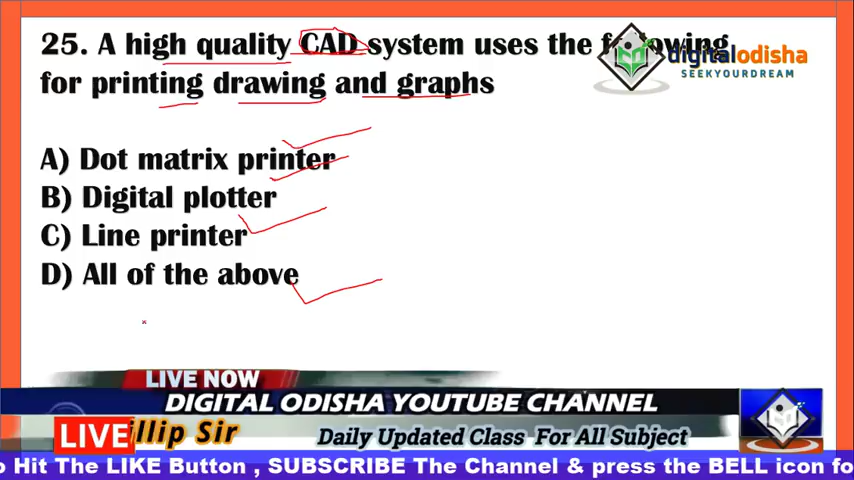 25. A high quality CAD system uses the following
for printing drawing and graphs
digitalodisha
SEEKYOURDREAM
A) Dot matrix printer
B) Digital plotter
C) Line printer
D) All of the above
LIVE NOW
DIGITAL ODISHA YOUTUBE CHANNEL
LIVE
illip Sir
Daily Updated Class For All Subject
o Hit The LIKE Button , SUBSCRIBE The Channel & press the BELL icon fo